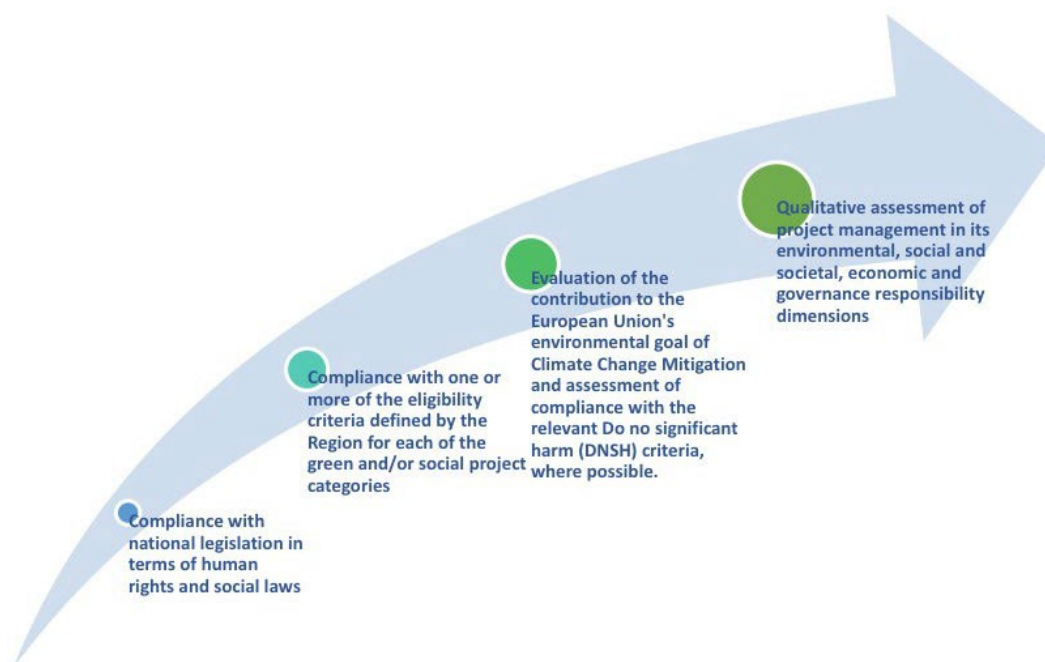 Qualitative assessment of
project management in its
environmental, social and
societal, economic and
governance responsibility
dimensions
Evaluation of the
contribution to the
European Union's
environmental goal of
Climate Change Mitigation
and assessment of
compliance with the
relevant Do no significant
harm (DNSH) criteria,
where possible.
Compliance with one or
more of the eligibility
criteria defined by the
Region for each of the
green and/or social project
categories
Compliance with
national legislation in
terms of human
rights and social laws